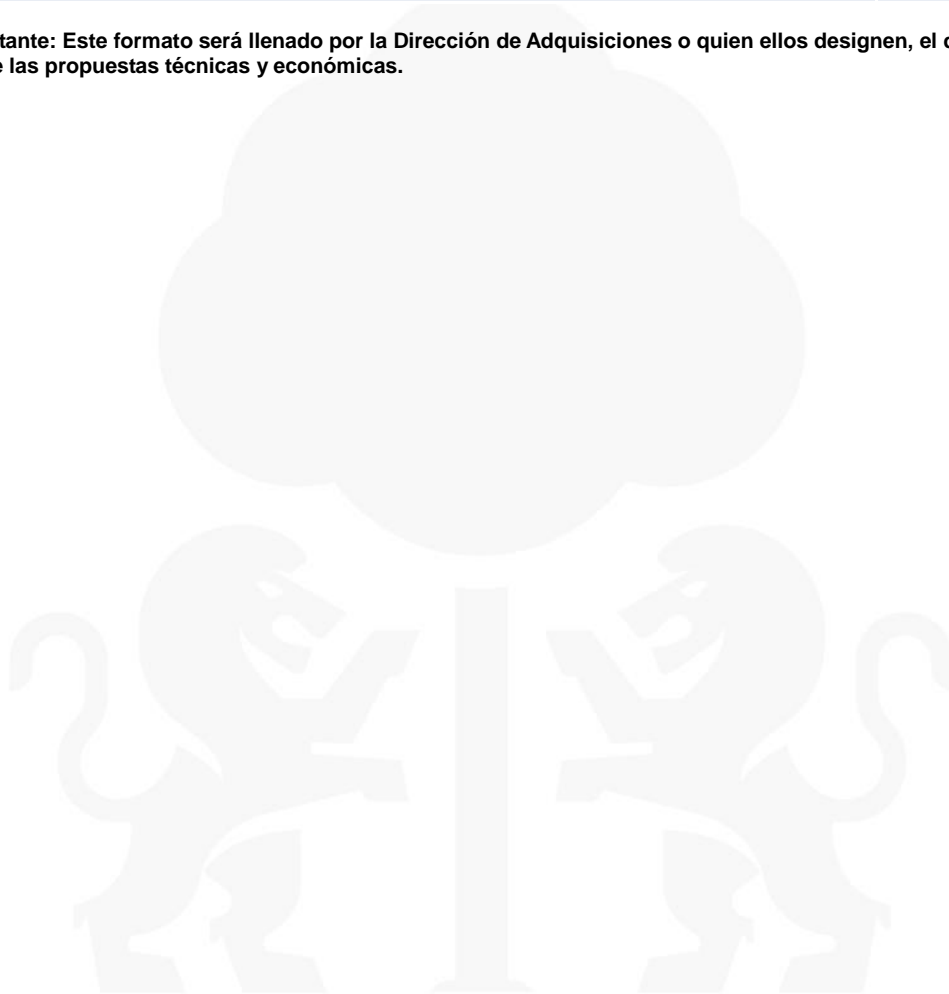 tante: Este formato será llenado por la Dirección de Adquisiciones o quien ellos designen, el
e las propuestas técnicas y económicas.